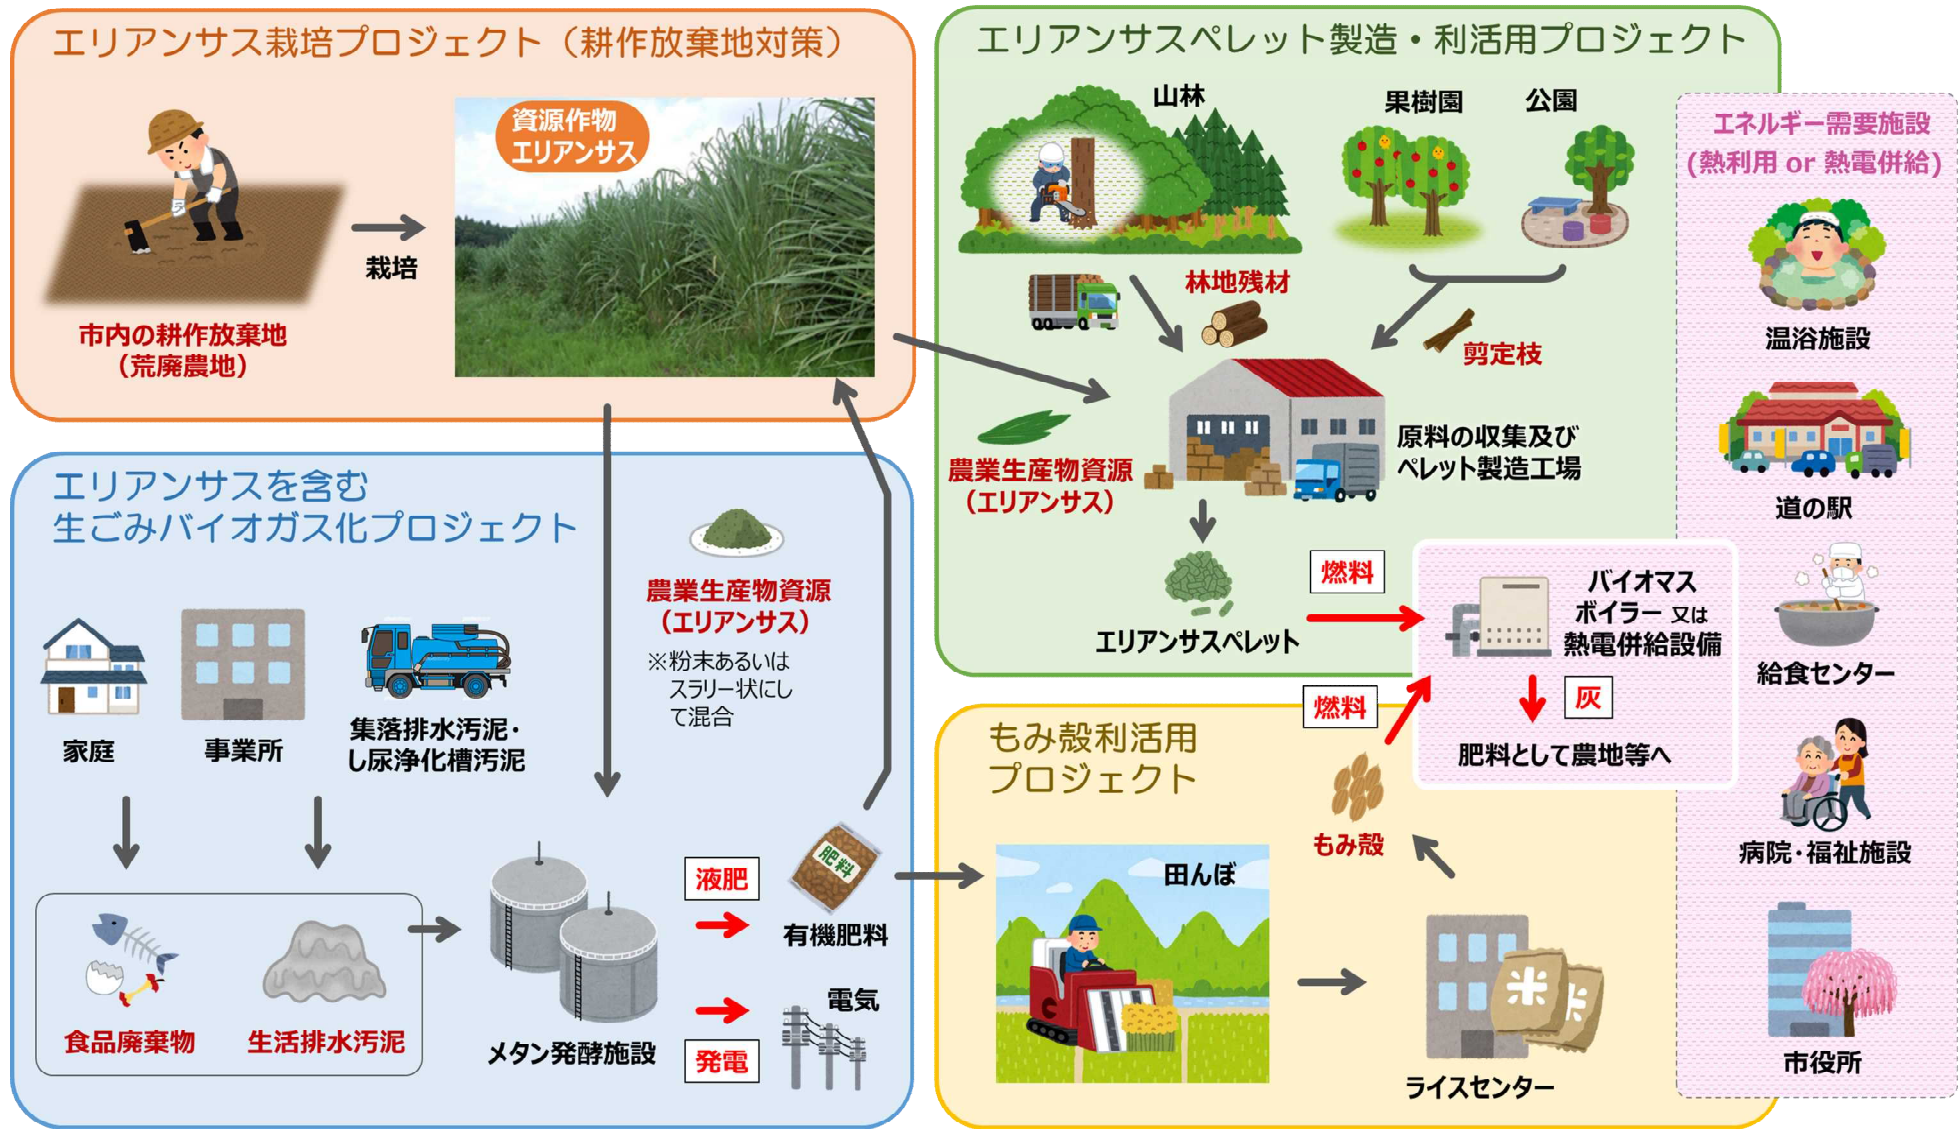 エリアンサス栽培プロジェクト（耕作放棄地対策）
資源作物
エリアンサス
栽培
市内の耕作放棄地
（荒廃農地）
エリアンサスペレット製造・利活用プロジェクト
山林
果樹園
公園
林地残材
剪定枝
農業生産物資源
（エリアンサス）
原料の収集及び
ペレット製造工場
エリアンサスペレット
燃料
バイオマス
ボイラー 又は
熱電併給設備
灰
肥料として農地等へ
エネルギー需要施設
(熱利用 or 熱電併給)
温浴施設
道の駅
給食センター
病院・福祉施設
市役所
エリアンサスを含む
生ごみバイオガス化プロジェクト
農業生産物資源
（エリアンサス）
※粉末あるいは
スラリー状にし
て混合
家庭
事業所
集落排水汚泥・
し尿浄化槽汚泥
食品廃棄物
生活排水汚泥
メタン発酵施設
液肥
肥料
有機肥料
発電
電気
もみ殻利活用
プロジェクト
燃料
もみ殻
田んぼ
米
米
ライスセンター